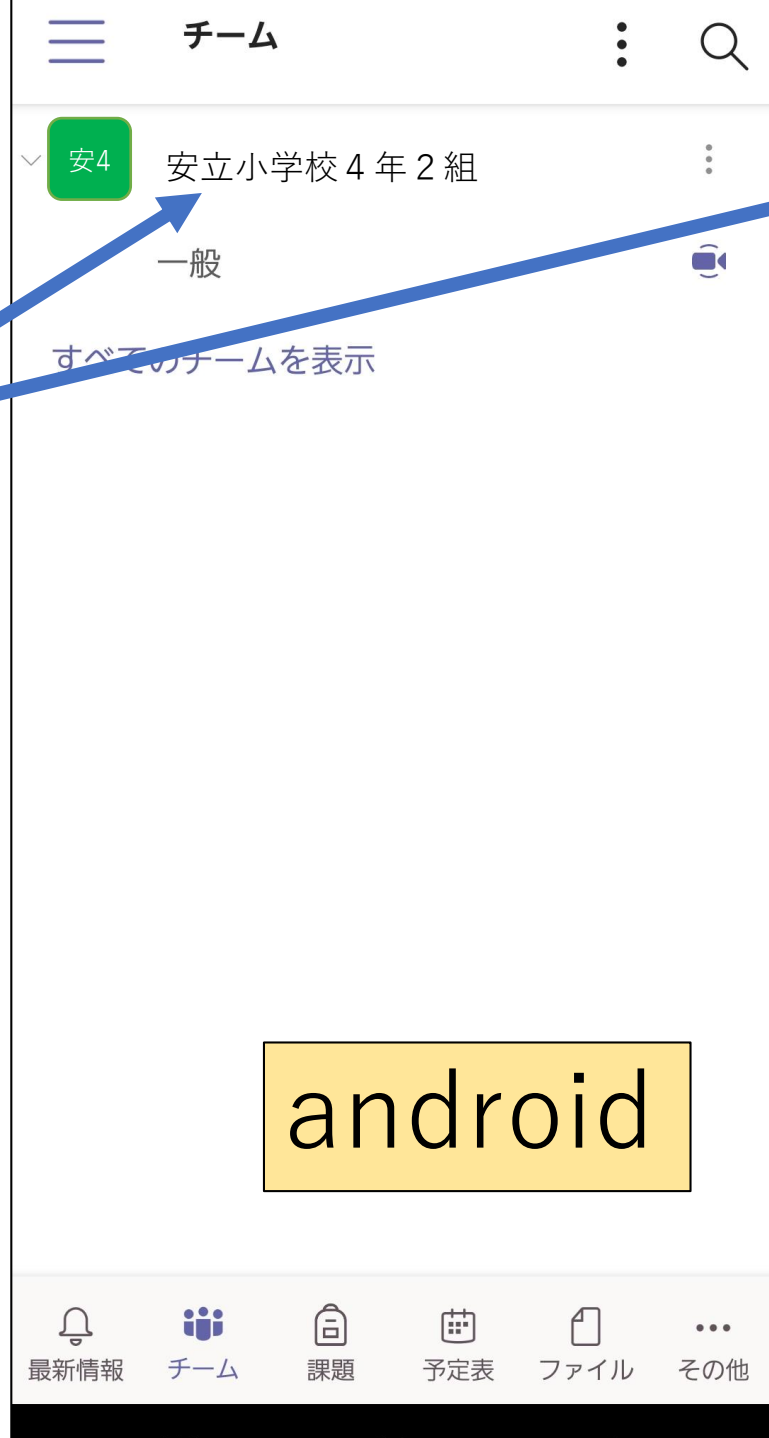 チーム
安4
安立小学校４年２組
一般
すべてのチームを表示
android
最新情報 チーム 課題 予定表 ファイル その他